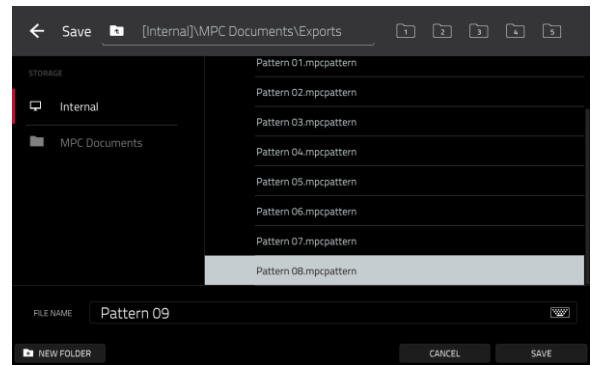 Save [Internal]\MPC Documents\Exports 1 2 3 4 5
STORAGE
Internal
MPC Documents
Pattern 01.mpcpattern
Pattern 02.mpcpattern
Pattern 03.mpcpattern
Pattern 04.mpcpattern
Pattern 05.mpcpattern
Pattern 06.mpcpattern
Pattern 07.mpcpattern
Pattern 08.mpcpattern
FILE NAME Pattern 09
NEW FOLDER CANCEL SAVE